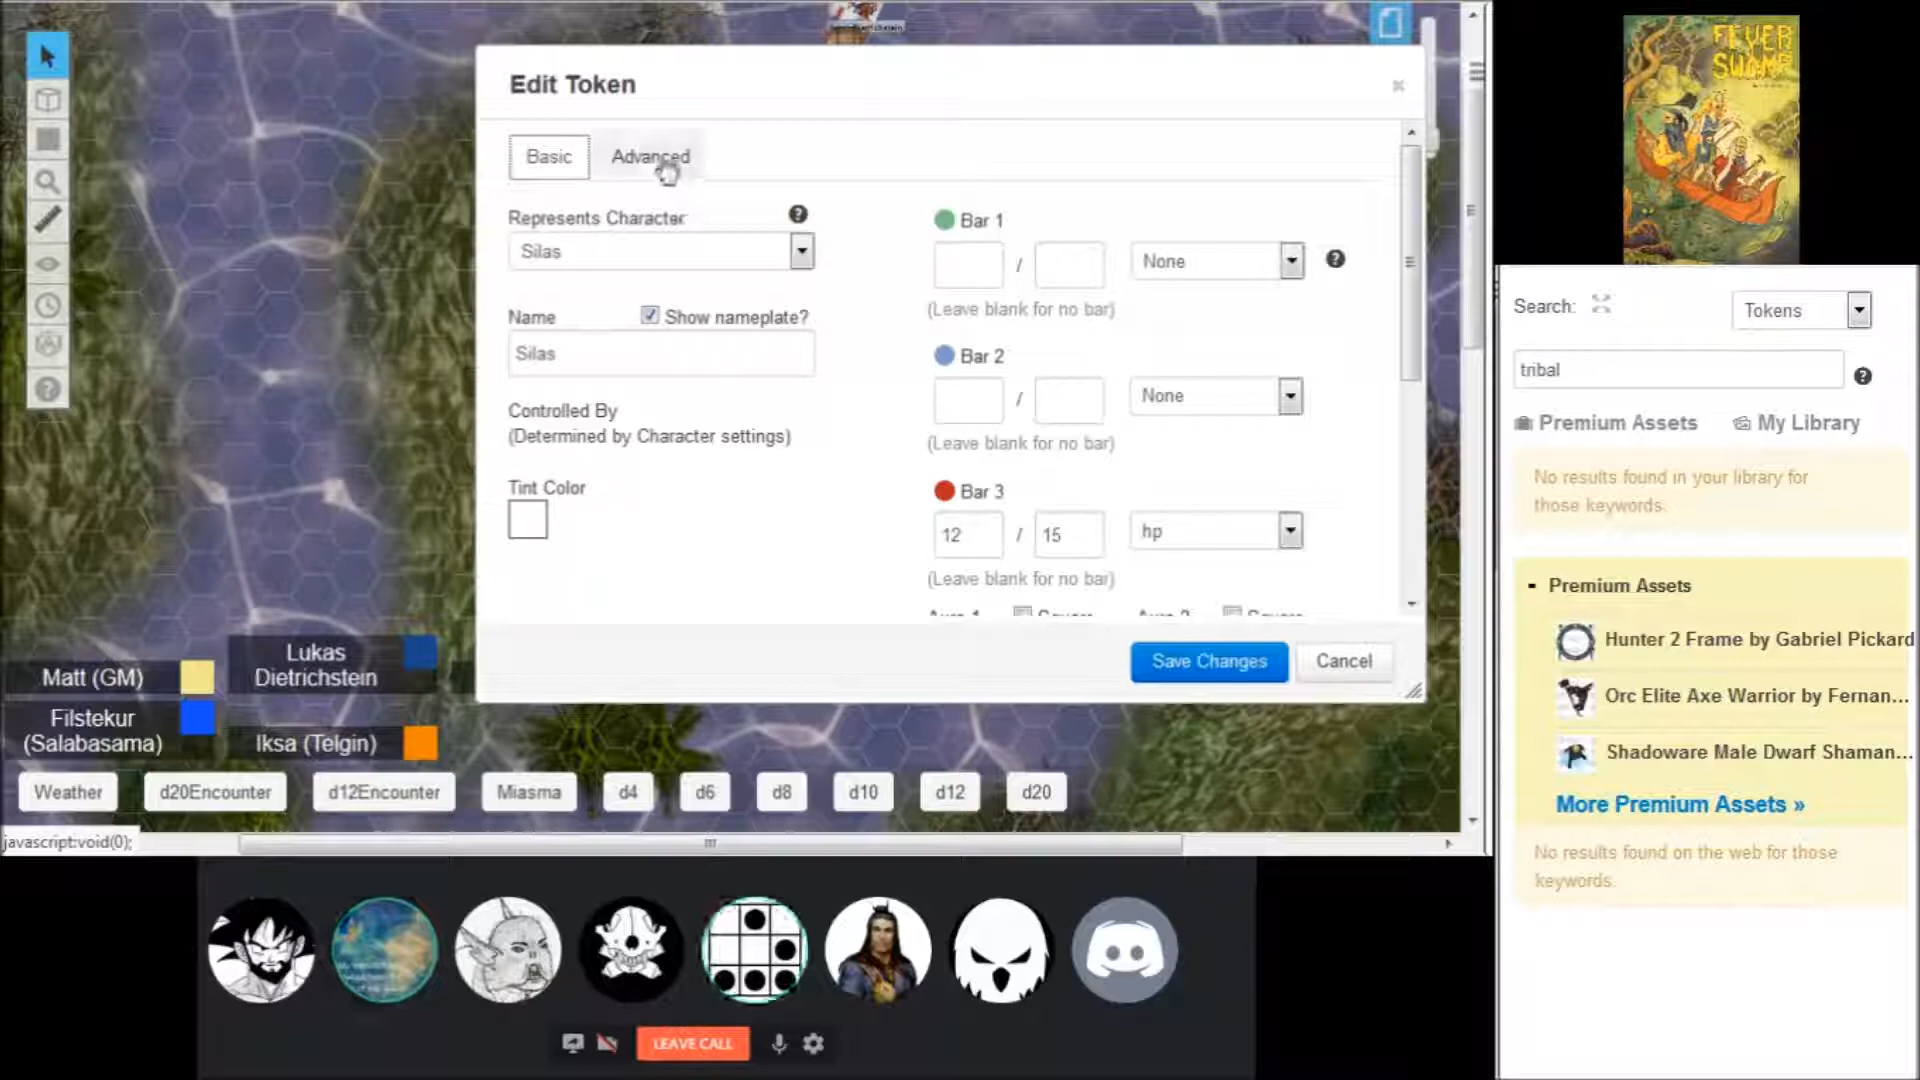 Edit Token
Basic
Advanced
Represents Character
Silas
Name
Show nameplate?
Silas
Controlled By
(Determined by Character settings)
Tint Color
Bar 1
/
None
(Leave blank for no bar)
Bar 2
/
None
(Leave blank for no bar)
Bar 3
12 / 15
hp
(Leave blank for no bar)
Save Changes
Cancel
Matt (GM)
Lukas
Dietrichstein
Filstekur
(Salabasama)
Iksa (Telgin)
Weather
d20Encounter
d12Encounter
Miasma
d4
d6
d8
d10
d12
d20
javascript:void(0);
LEAVE CALL
FEVER
SWAMP
Search:
Tokens
tribal
Premium Assets
My Library
No results found in your library for
those keywords.
Premium Assets
Hunter 2 Frame by Gabriel Pickard
Orc Elite Axe Warrior by Fernan...
Shadoware Male Dwarf Shaman...
More Premium Assets »
No results found on the web for those
keywords.